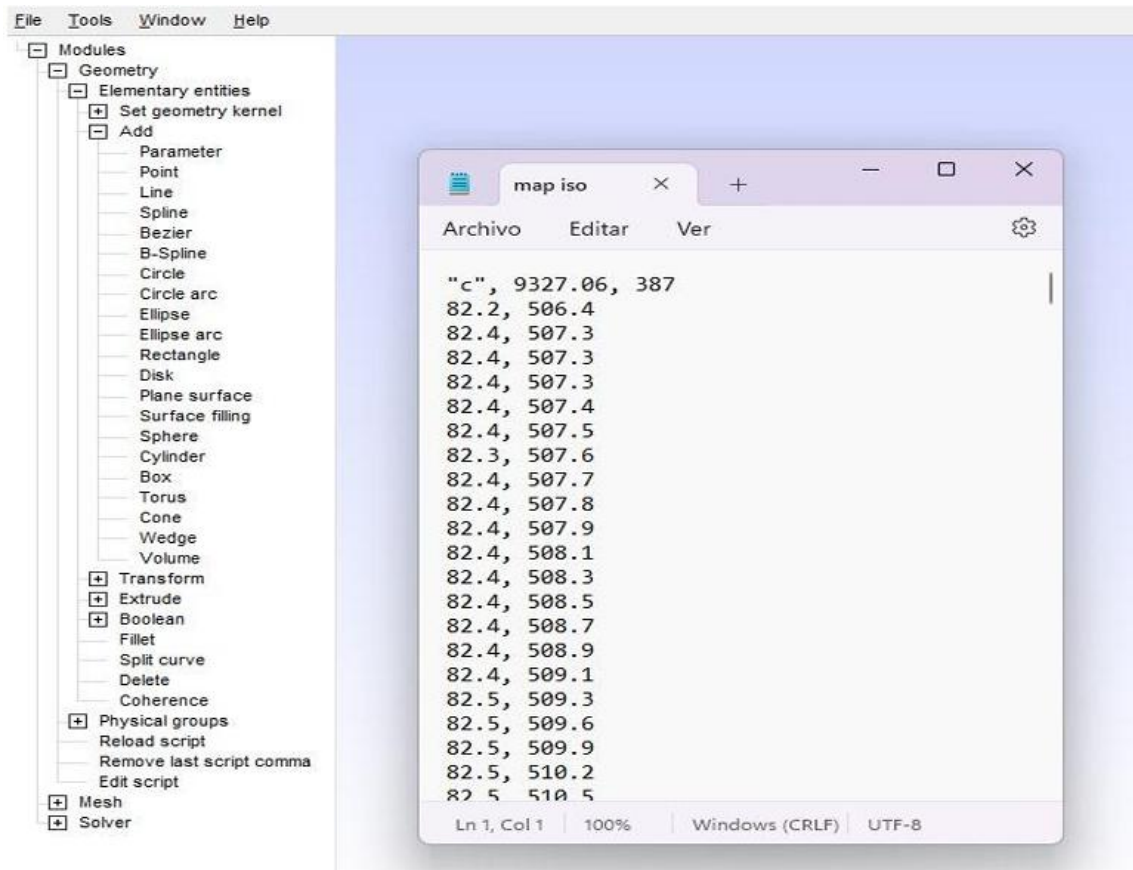 File Tools Window Help
Modules
Geometry
Elementary entities
Set geometry kernel
Add
Parameter
Point
Line
Spline
Bezier
B-Spline
Circle
Circle arc
Ellipse
Ellipse arc
Rectangle
Disk
Plane surface
Surface filling
Sphere
Cylinder
Box
Torus
Cone
Wedge
Volume
Transform
Extrude
Boolean
Fillet
Split curve
Delete
Coherence
Physical groups
Reload script
Remove last script comma
Edit script
Mesh
Solver
map iso
Archivo Editar Ver
"c", 9327.06, 387
82.2, 506.4
82.4, 507.3
82.4, 507.3
82.4, 507.3
82.4, 507.4
82.4, 507.5
82.3, 507.6
82.4, 507.7
82.4, 507.8
82.4, 507.9
82.4, 508.1
82.4, 508.3
82.4, 508.5
82.4, 508.7
82.4, 508.9
82.4, 509.1
82.5, 509.3
82.5, 509.6
82.5, 509.9
82.5, 510.2
82.5, 510.5
Ln 1, Col 1 100% Windows (CRLF) UTF-8